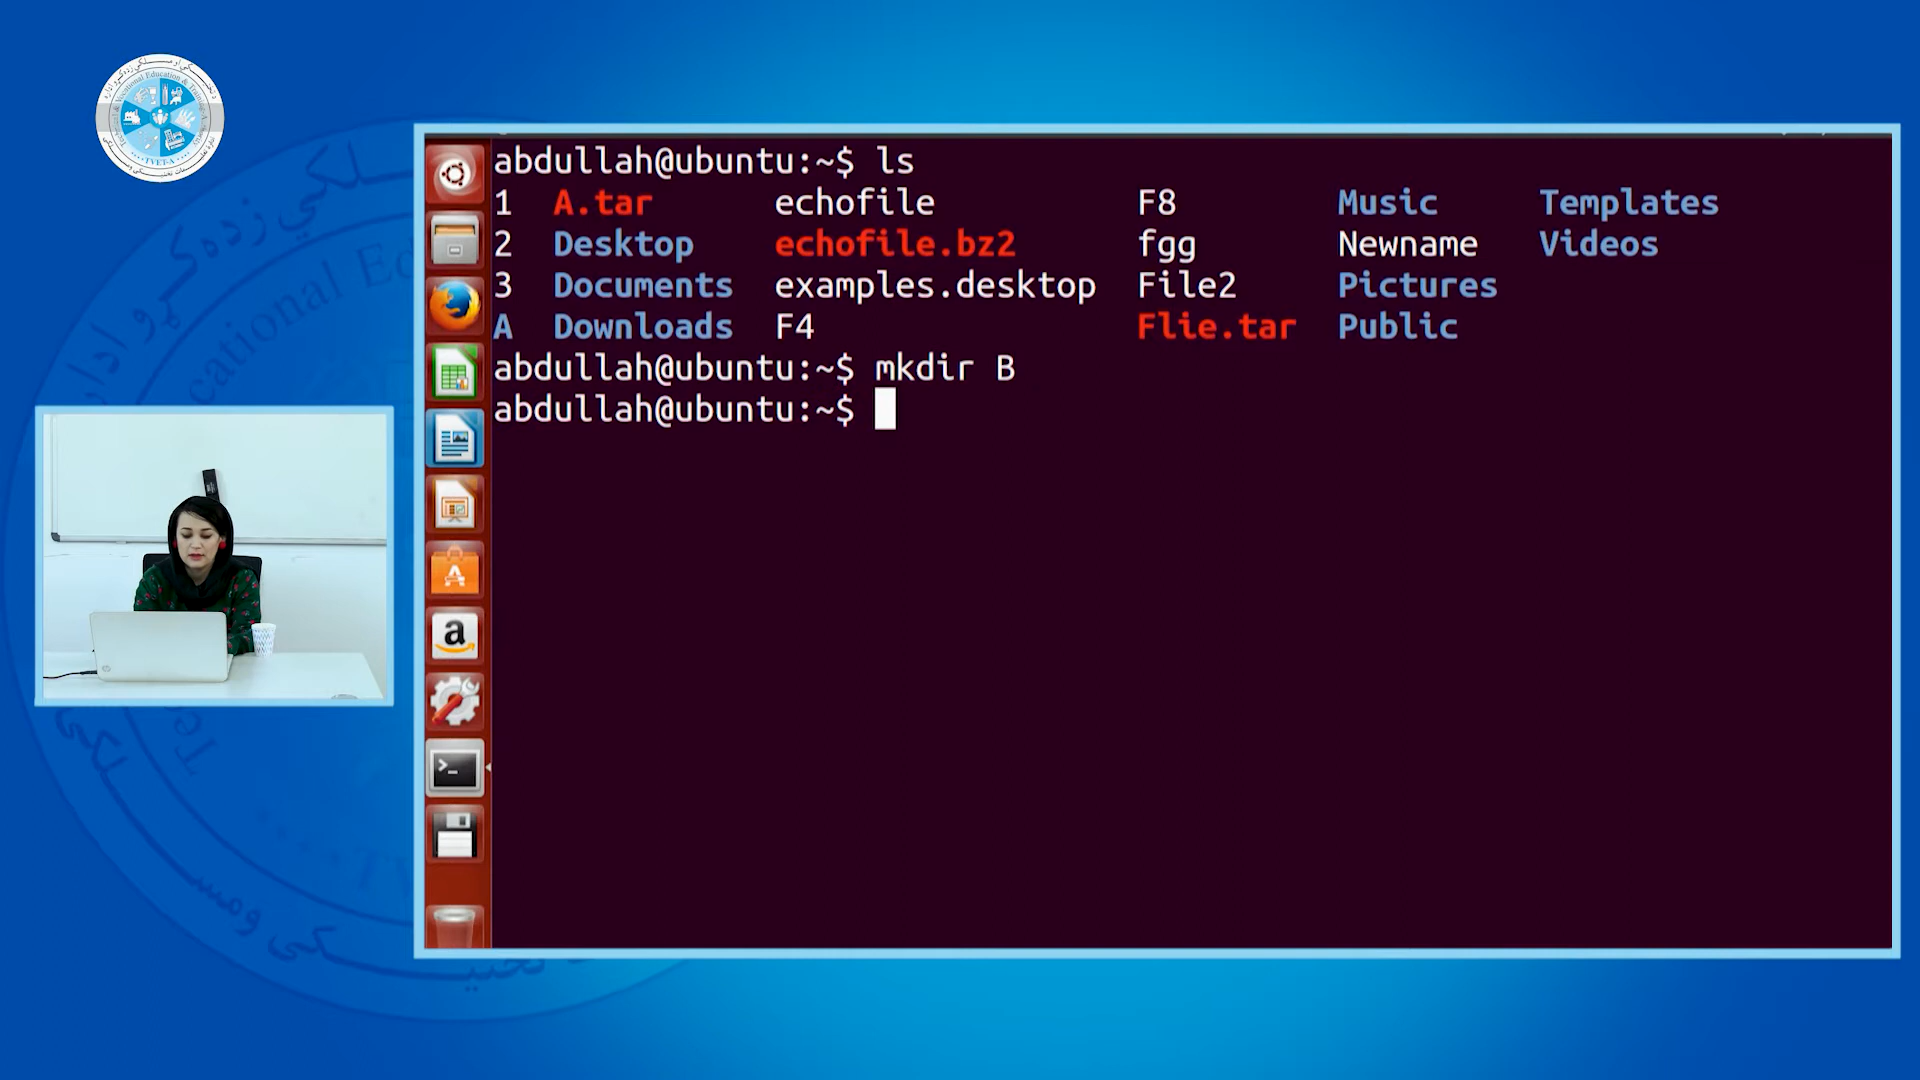 abdullah@ubuntu:~$ ls
1 A.tar echofile F8 Music Templates
2 Desktop echofile.bz2 fgg Newname Videos
3 Documents examples.desktop File2 Pictures
A Downloads F4 Flie.tar Public
abdullah@ubuntu:~$ mkdir B
abdullah@ubuntu:~$
TVET-A